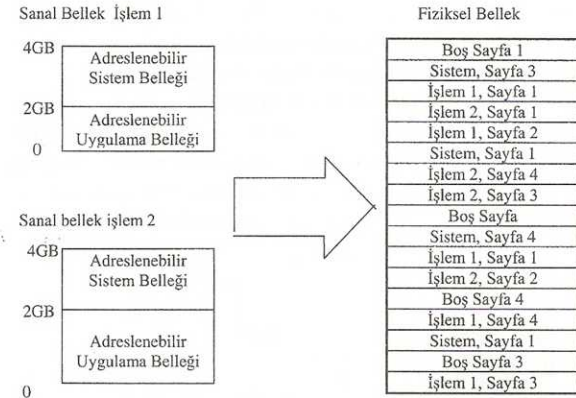 Sanal Bellek İşlem 1
4GB
Adreslenebilir
Sistem Belleği
2GB
Adreslenebilir
Uygulama Belleği
0
Sanal bellek işlem 2
4GB
Adreslenebilir
Sistem Belleği
2GB
Adreslenebilir
Uygulama Belleği
0
Fiziksel Bellek
Boş Sayfa 1
Sistem, Sayfa 3
İşlem 1, Sayfa 1
İşlem 2, Sayfa 1
İşlem 1, Sayfa 2
Sistem, Sayfa 1
İşlem 2, Sayfa 4
İşlem 2, Sayfa 3
Boş Sayfa
Sistem, Sayfa 4
İşlem 1, Sayfa 1
İşlem 2, Sayfa 2
Boş Sayfa 4
İşlem 1, Sayfa 4
Sistem, Sayfa 1
Boş Sayfa 3
İşlem 1, Sayfa 3